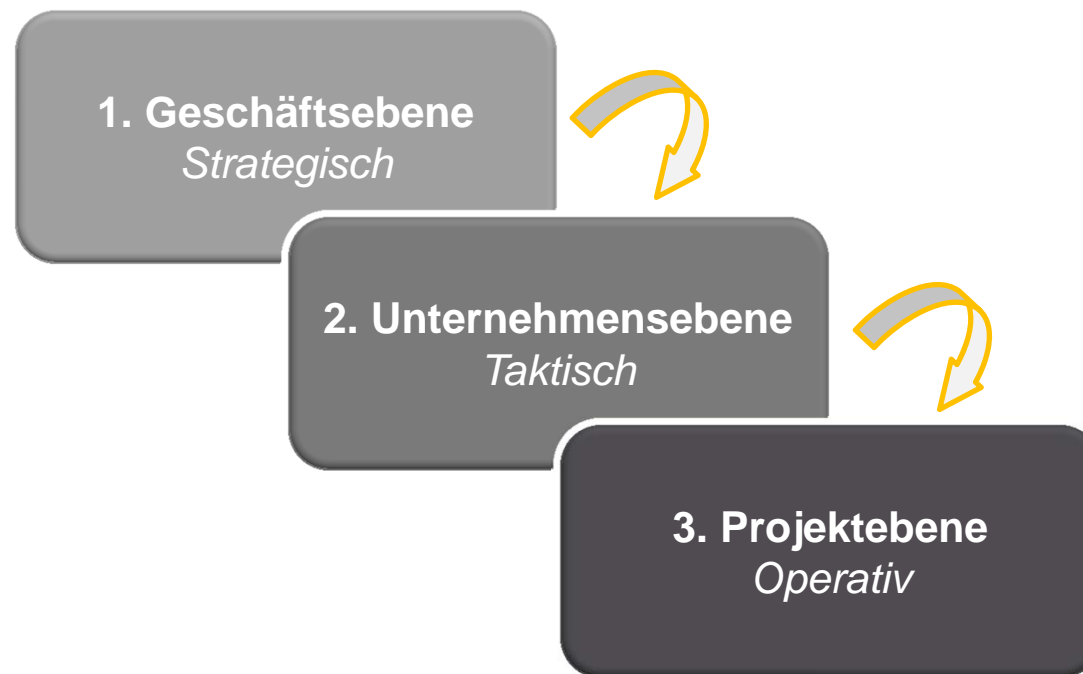 1. Geschäftsebene
Strategisch
2. Unternehmensebene
Taktisch
3. Projektebene
Operativ